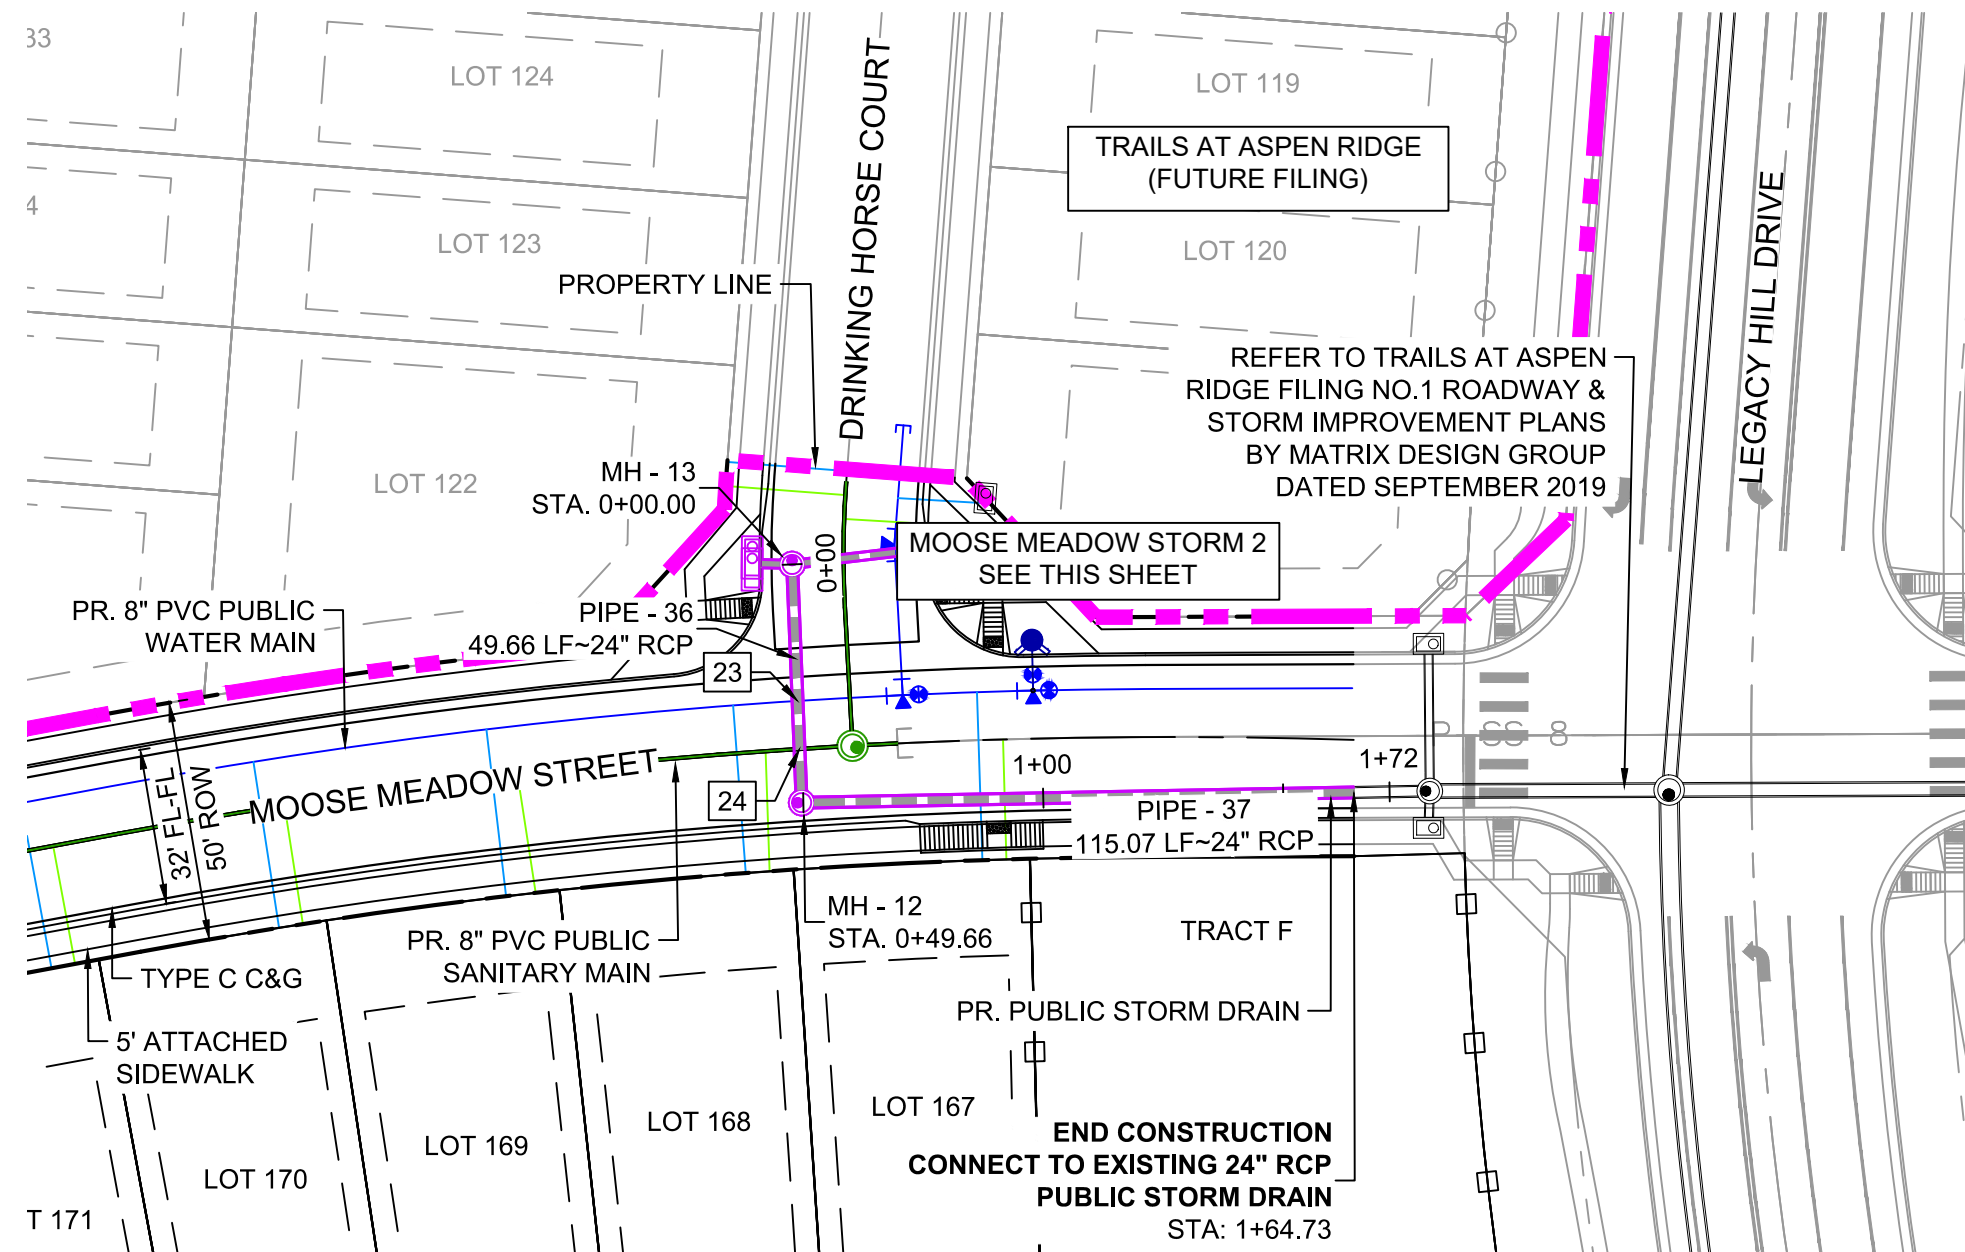 33
LOT 124
LOT 119
DRINKING HORSE COURT
TRAILS AT ASPEN RIDGE
(FUTURE FILING)
LEGACY HILL DRIVE
4
LOT 123
LOT 120
PROPERTY LINE
REFER TO TRAILS AT ASPEN
RIDGE FILING NO.1 ROADWAY &
STORM IMPROVEMENT PLANS
BY MATRIX DESIGN GROUP
DATED SEPTEMBER 2019
LOT 122
MH - 13
STA. 0+00.00
0+00
MOOSE MEADOW STORM 2
SEE THIS SHEET
PR. 8" PVC PUBLIC
WATER MAIN
PIPE - 36
49.66 LF~24" RCP
23
24
MOOSE MEADOW STREET
32' FL-FL
50' ROW
1+00
1+72
8
PIPE - 37
115.07 LF~24" RCP
MH - 12
STA. 0+49.66
TRACT F
PR. 8" PVC PUBLIC
SANITARY MAIN
TYPE C C&G
PR. PUBLIC STORM DRAIN
5' ATTACHED
SIDEWALK
LOT 167
LOT 168
LOT 169
LOT 170
T 171
END CONSTRUCTION
CONNECT TO EXISTING 24" RCP
PUBLIC STORM DRAIN
STA: 1+64.73